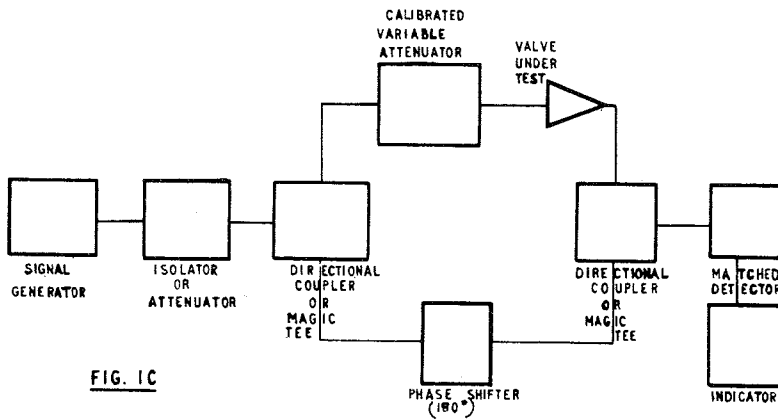 CALIBRATED
VARIABLE
ATTENUATOR
VALVE
UNDER
TEST
SIGNAL
GENERATOR
ISOLATOR
OR
ATTENUATOR
DIRECTIONAL
COUPLER
OR
MAGIC
TEE
DIRECTIONAL
COUPLER
OR
MAGIC
TEE
MATCHED
DETECTOR
PHASE SHIFTER
(180°)
INDICATOR
FIG. 1C